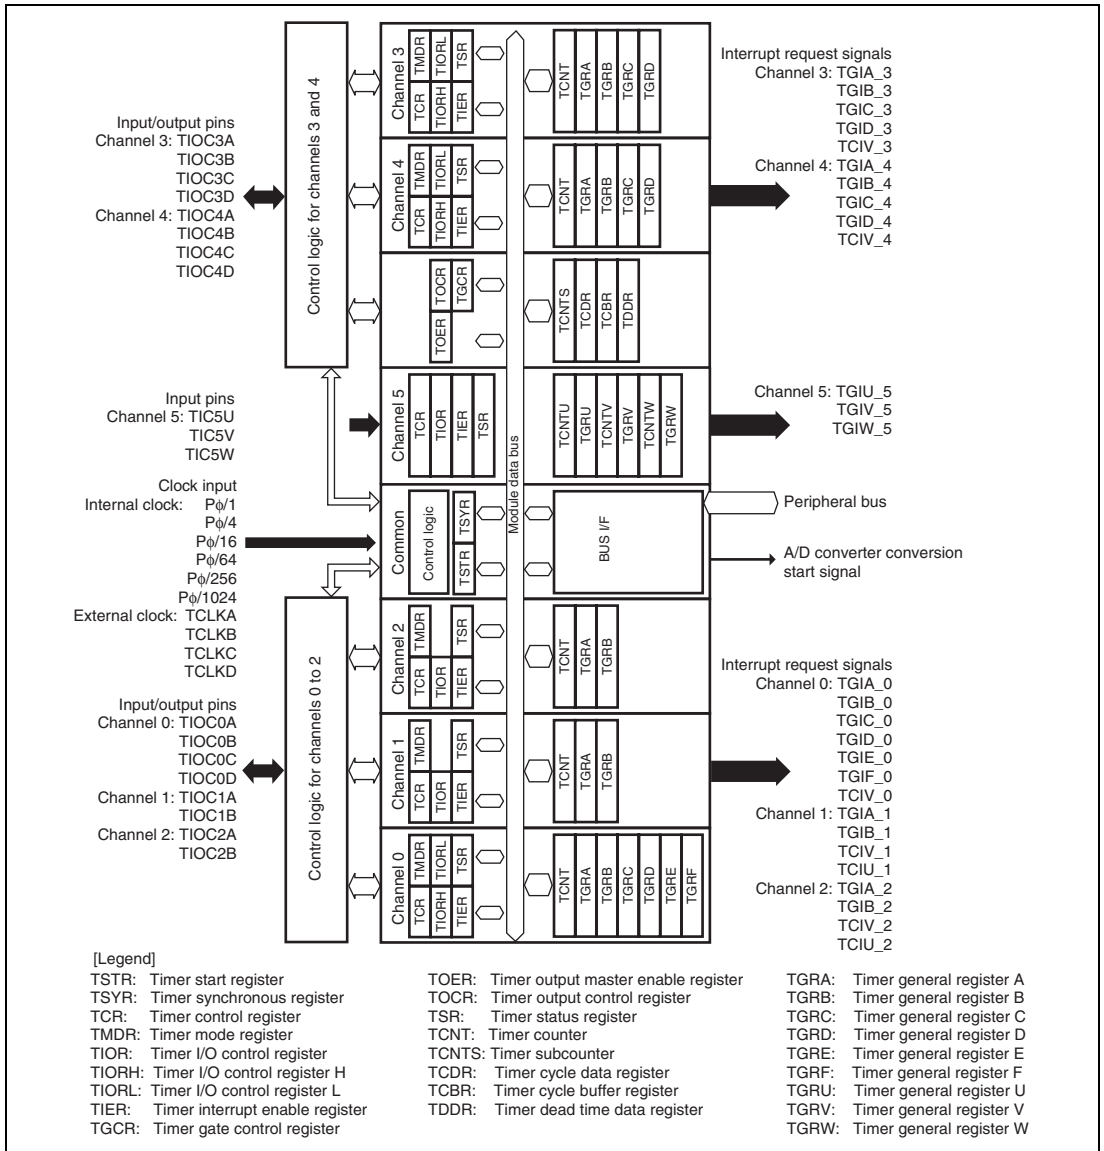 Input/output pins
Channel 3: TIOC3A
TIOC3B
TIOC3C
TIOC3D
Channel 4: TIOC4A
TIOC4B
TIOC4C
TIOC4D
Input pins
Channel 5: TIC5U
TIC5V
TIC5W
Clock input
Internal clock: Pϕ/1
Pϕ/4
Pϕ/16
Pϕ/64
Pϕ/256
Pϕ/1024
External clock: TCLKA
TCLKB
TCLKC
TCLKD
Input/output pins
Channel 0: TIOC0A
TIOC0B
TIOC0C
TIOC0D
Channel 1: TIOC1A
TIOC1B
Channel 2: TIOC2A
TIOC2B
Control logic for channels 3 and 4
Control logic for channels 0 to 2
Channel 3
TCR
TMDR
TIORH
TIORL
TIER
TSR
TCNT
TGRA
TGRB
TGRC
TGRD
Channel 4
TCR
TMDR
TIORH
TIORL
TIER
TSR
TCNT
TGRA
TGRB
TGRC
TGRD
TOER
TOCR
TGCR
TCNTS
TCDR
TCBR
TDDR
Channel 5
TCR
TIOR
TIER
TSR
TCNTU
TGRU
TCNTV
TGRV
TCNTW
TGRW
Module data bus
Common
Control logic
TSTR
TSYR
BUS I/F
Channel 2
TCR
TMDR
TIOR
TIER
TSR
TCNT
TGRA
TGRB
Channel 1
TCR
TMDR
TIOR
TIER
TSR
TCNT
TGRA
TGRB
Channel 0
TCR
TMDR
TIORH
TIORL
TIER
TSR
TCNT
TGRA
TGRB
TGRC
TGRD
TGRE
TGRF
Interrupt request signals
Channel 3: TGIA_3
TGIB_3
TGIC_3
TGID_3
TCIV_3
Channel 4: TGIA_4
TGIB_4
TGIC_4
TGID_4
TCIV_4
Channel 5: TGIU_5
TGIV_5
TGIW_5
Peripheral bus
A/D converter conversion
start signal
Interrupt request signals
Channel 0: TGIA_0
TGIB_0
TGIC_0
TGID_0
TGIE_0
TGIF_0
TCIV_0
Channel 1: TGIA_1
TGIB_1
TCIV_1
TCIU_1
Channel 2: TGIA_2
TGIB_2
TCIV_2
TCIU_2
[Legend]
TSTR: Timer start register
TSYR: Timer synchronous register
TCR: Timer control register
TMDR: Timer mode register
TIOR: Timer I/O control register
TIORH: Timer I/O control register H
TIORL: Timer I/O control register L
TIER: Timer interrupt enable register
TGCR: Timer gate control register
TOER: Timer output master enable register
TOCR: Timer output control register
TSR: Timer status register
TCNT: Timer counter
TCNTS: Timer subcounter
TCDR: Timer cycle data register
TCBR: Timer cycle buffer register
TDDR: Timer dead time data register
TGRA: Timer general register A
TGRB: Timer general register B
TGRC: Timer general register C
TGRD: Timer general register D
TGRE: Timer general register E
TGRF: Timer general register F
TGRU: Timer general register U
TGRV: Timer general register V
TGRW: Timer general register W